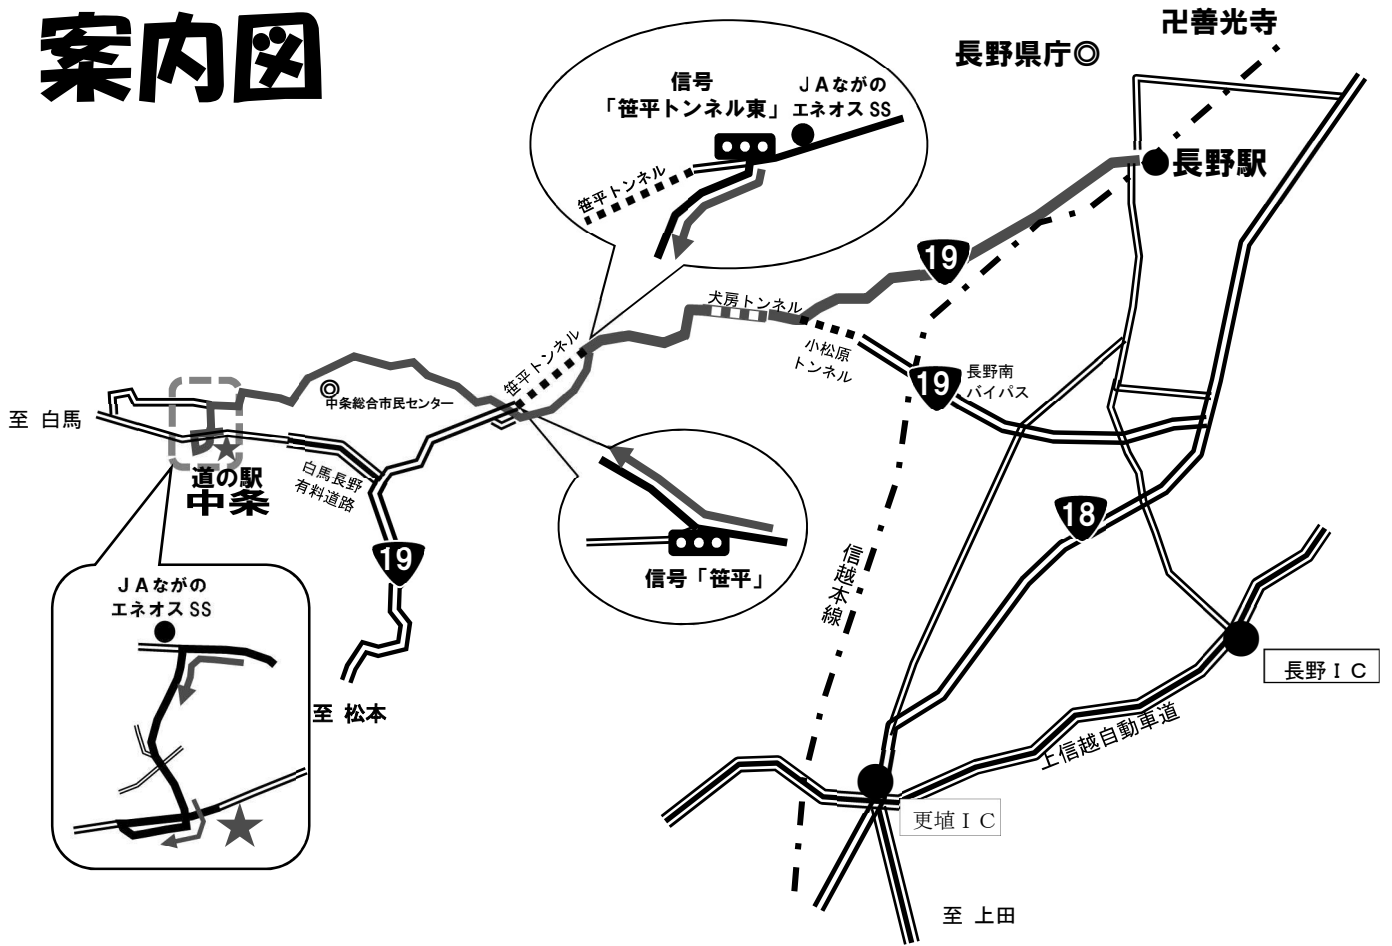 案内図
卍善光寺
長野県庁◎
信号
「笹平トンネル東」
JAながの
エネオスSS
笹平トンネル
長野駅
19
犬房トンネル
小松原
トンネル
19
長野南
バイパス
笹平トンネル
中条総合市民センター
至 白馬
道の駅
中条
白馬長野
有料道路
19
至 松本
信号「笹平」
18
信越本線
JAながの
エネオスSS
長野IC
上信越自動車道
更埴IC
至 上田